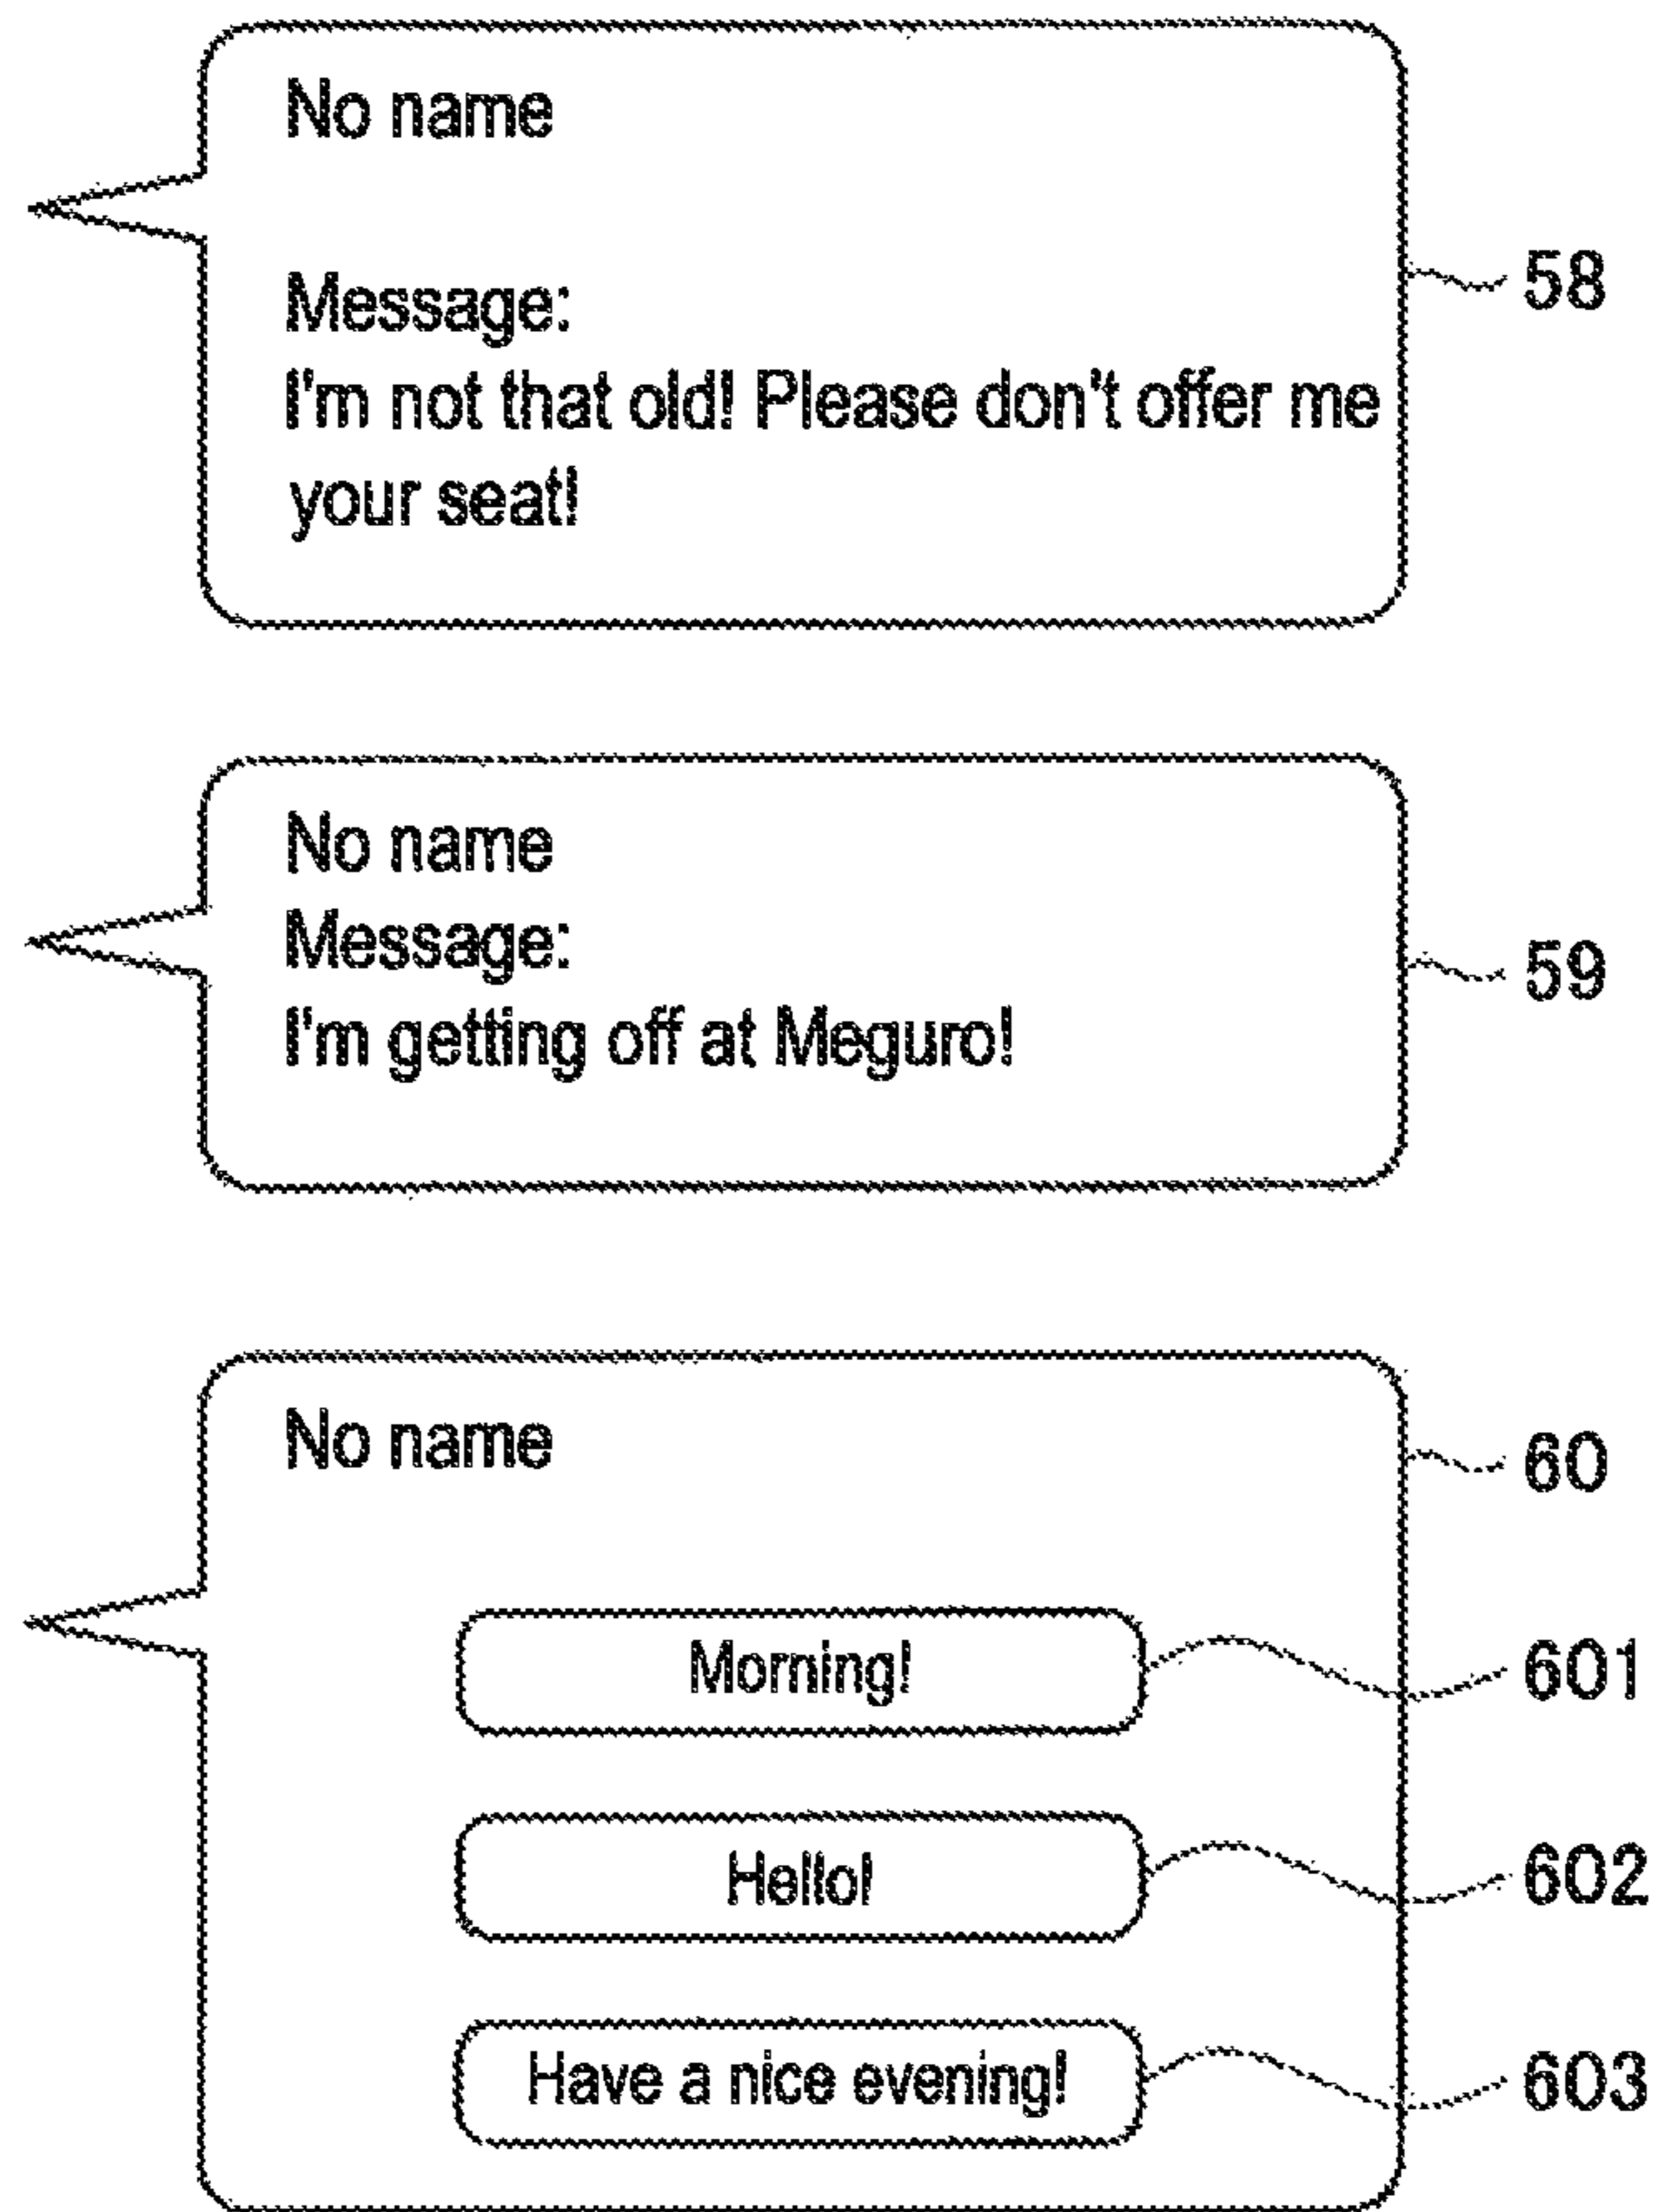 No name
Message:
I'm not that old! Please don't offer me
your seat!
58
No name
Message:
I'm getting off at Meguro!
59
No name
60
Morning!
601
Hello!
602
Have a nice evening!
603